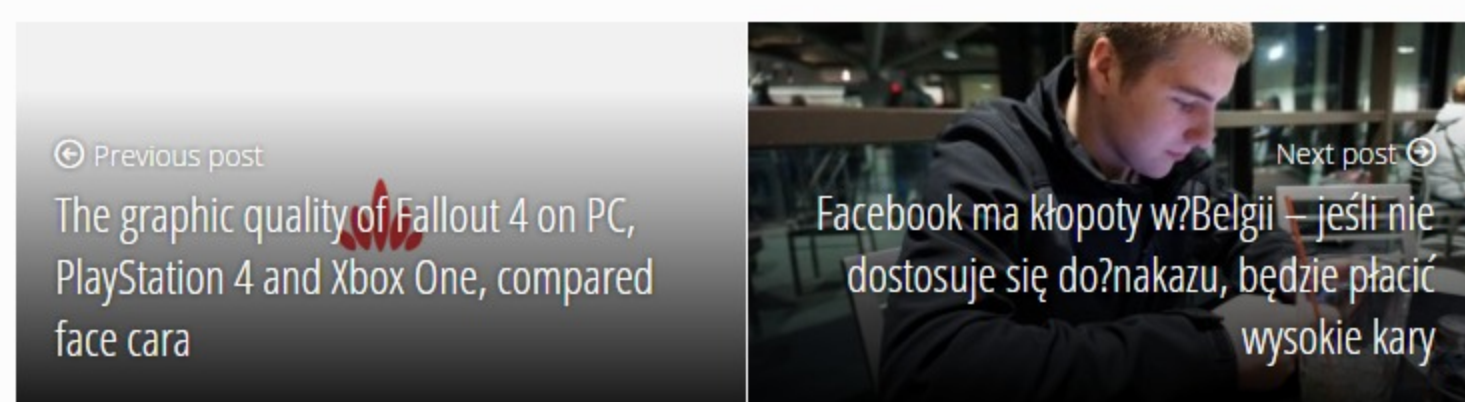 Previous post
The graphic quality of Fallout 4 on PC,
PlayStation 4 and Xbox One, compared
face cara
Next post
Facebook ma kłopoty w?Belgii – jeśli nie
dostosuje się do?nakazu, będzie płacić
wysokie kary